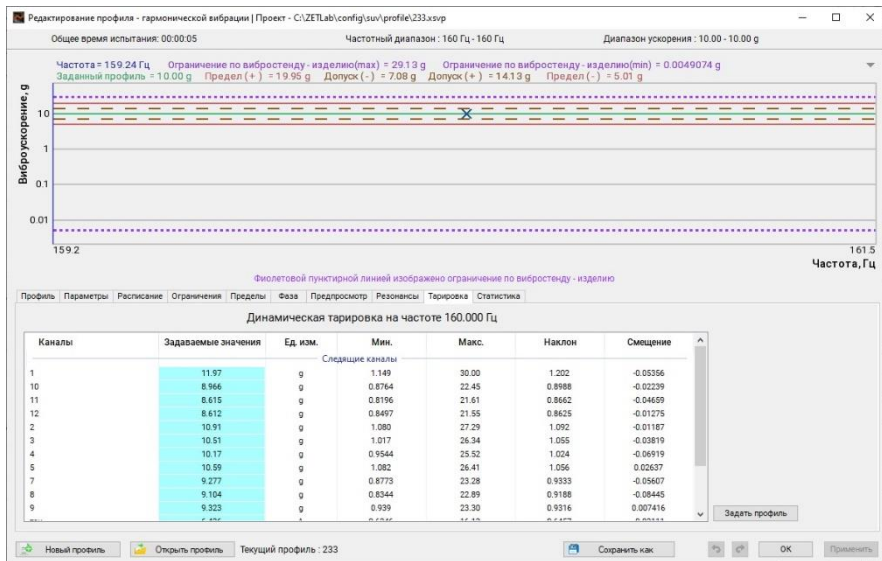 Редактирование профиля - гармонической вибрации | Проект - C:\ZETLab\config\suv\profile\233.xsvp
Общее время испытания: 00:00:05 Частотный диапазон : 160 Гц - 160 Гц Диапазон ускорения : 10.00 - 10.00 g
Частота = 159.24 Гц Ограничение по вибростенду - изделию(max) = 29.13 g Ограничение по вибростенду - изделию(min) = 0.0049074 g
Заданный профиль = 10.00 g Предел ( + ) = 19.95 g Допуск ( - ) = 7.08 g Допуск ( + ) = 14.13 g Предел ( - ) = 5.01 g
Виброускорение, g
10
1
0.1
0.01
159.2 161.5
Частота, Гц
Фиолетовой пунктирной линией изображено ограничение по вибростенду - изделию
Профиль Параметры Расписание Ограничения Пределы Фаза Предпросмотр Резонансы Тарировка Статистика
Динамическая тарировка на частоте 160.000 Гц
Каналы Задаваемые значения Ед. изм. Мин. Макс. Наклон Смещение
Следящие каналы
1 11.97 g 1.149 30.00 1.202 -0.05356
10 8.966 g 0.8764 22.45 0.8988 -0.02239
11 8.615 g 0.8196 21.61 0.8662 -0.04659
12 8.612 g 0.8497 21.55 0.8625 -0.01275
2 10.91 g 1.080 27.29 1.092 -0.01187
3 10.51 g 1.017 26.34 1.055 -0.03819
4 10.17 g 0.9544 25.52 1.024 -0.06919
5 10.59 g 1.082 26.41 1.056 0.02637
7 9.277 g 0.8773 23.28 0.9333 -0.05607
8 9.104 g 0.8344 22.89 0.9188 -0.08445
9 9.323 g 0.939 23.30 0.9316 0.007416
Задать профиль
Новый профиль Открыть профиль Текущий профиль : 233 Сохранить как OK Применить